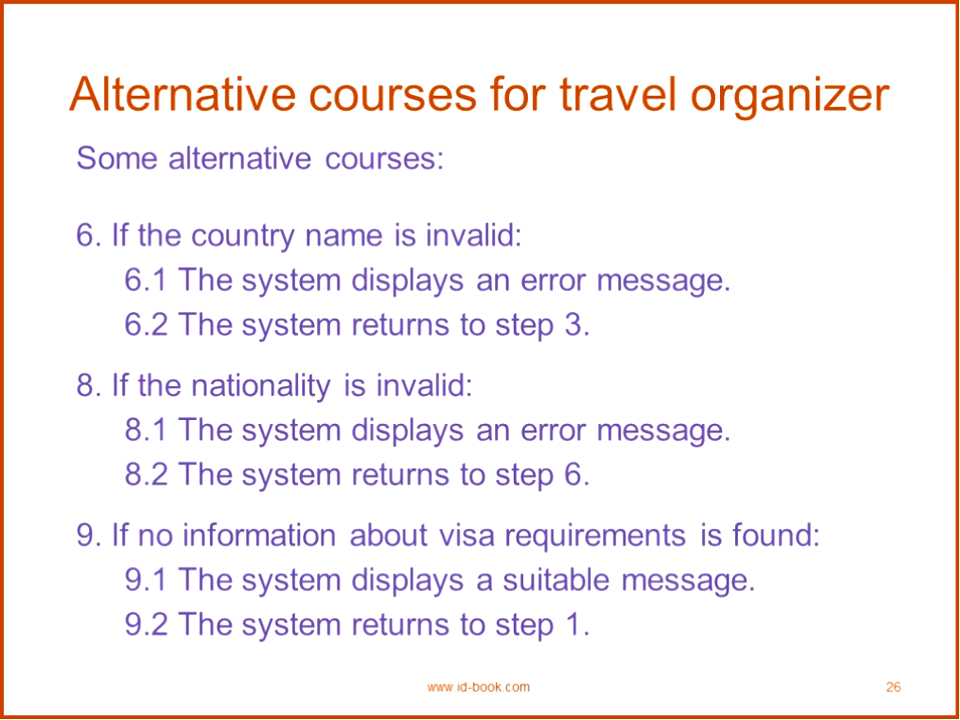 Alternative courses for travel organizer
Some alternative courses:
6. If the country name is invalid:
6.1 The system displays an error message.
6.2 The system returns to step 3.
8. If the nationality is invalid:
8.1 The system displays an error message.
8.2 The system returns to step 6.
9. If no information about visa requirements is found:
9.1 The system displays a suitable message.
9.2 The system returns to step 1.
www.id-book.com
26